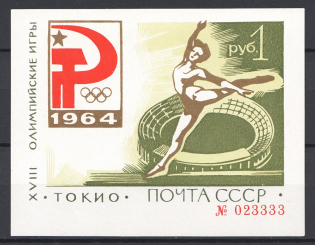 XVIII ОЛИМПИЙСКИЕ ИГРЫ
1964
руб. 1
• ТОКИО •
ПОЧТА СССР •
№ 023333